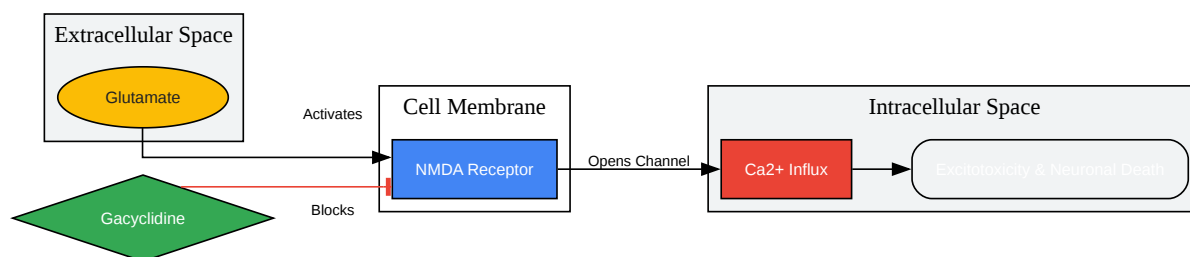 Extracellular Space
Glutamate
Activates
Cell Membrane
NMDA Receptor
Opens Channel
Intracellular Space
Ca2+ Influx
Excitotoxicity & Neuronal Death
Gacyclidine
Blocks